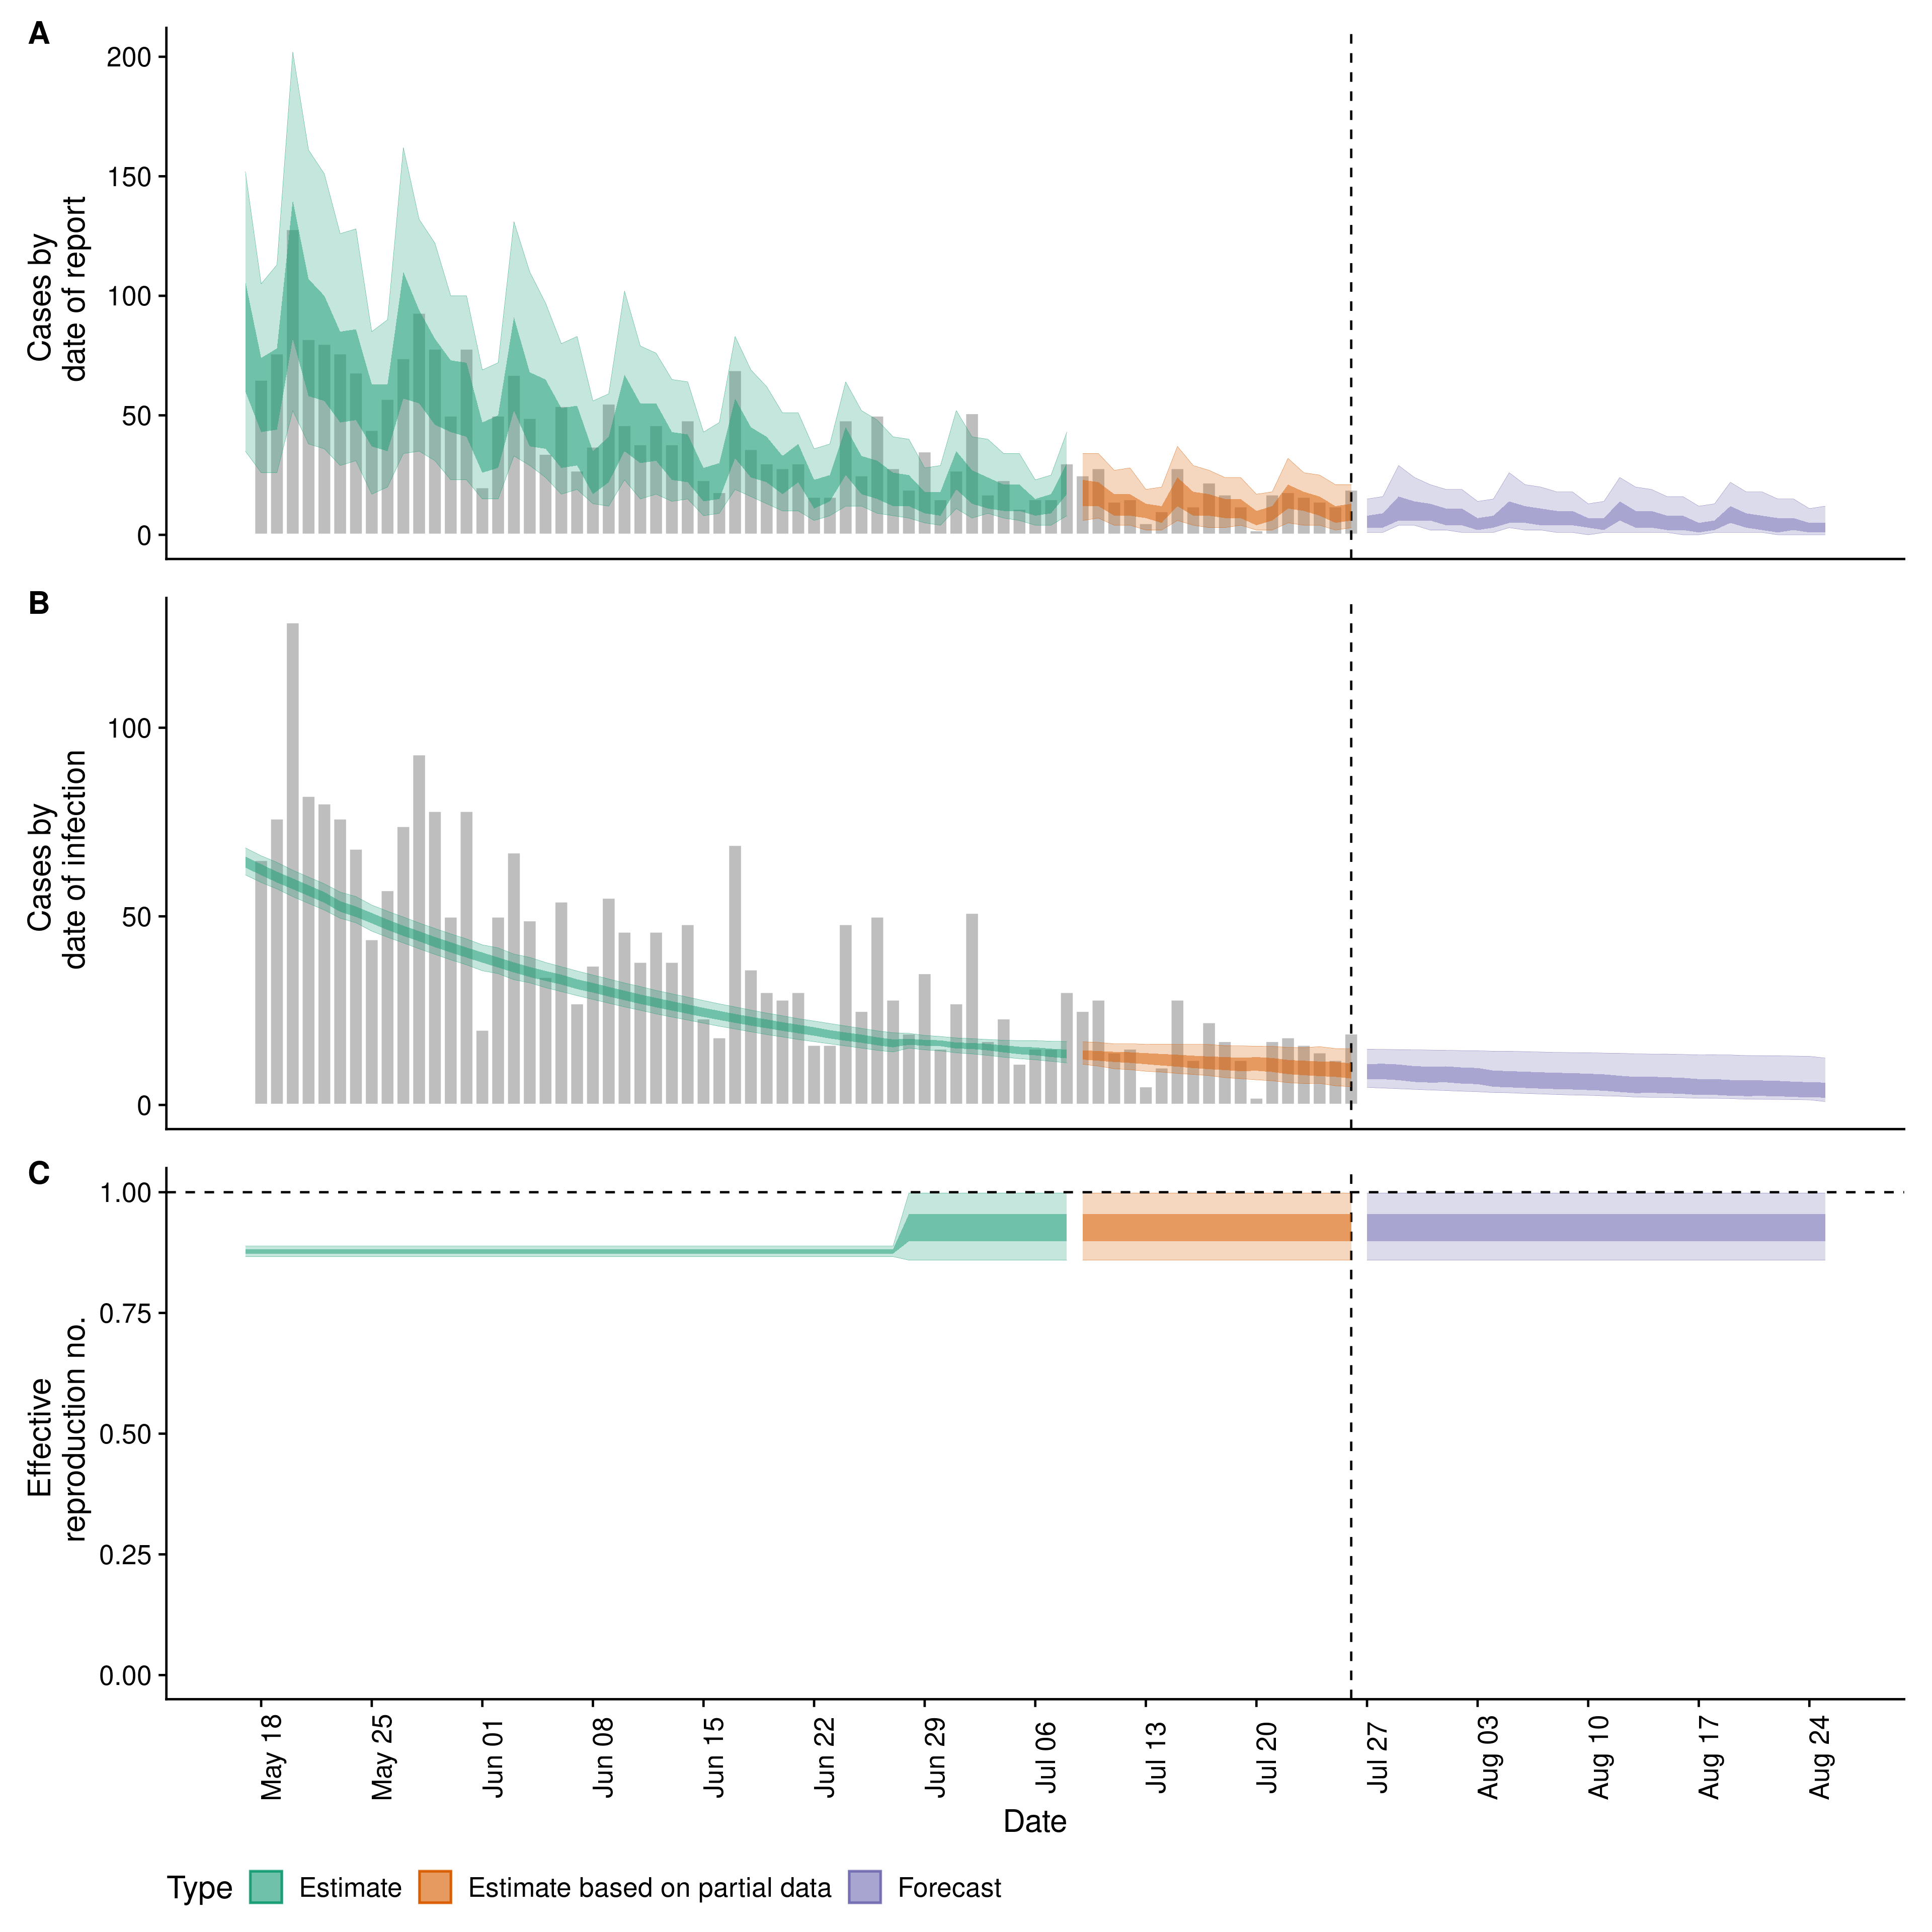 A
200
150
100
50
0
Cases by
date of report
B
100
50
0
Cases by
date of infection
C
1.00
0.75
0.50
0.25
0.00
Effective
reproduction no.
May 18
May 25
Jun 01
Jun 08
Jun 15
Jun 22
Jun 29
Jul 06
Jul 13
Jul 20
Jul 27
Aug 03
Aug 10
Aug 17
Aug 24
Date
Type Estimate Estimate based on partial data Forecast